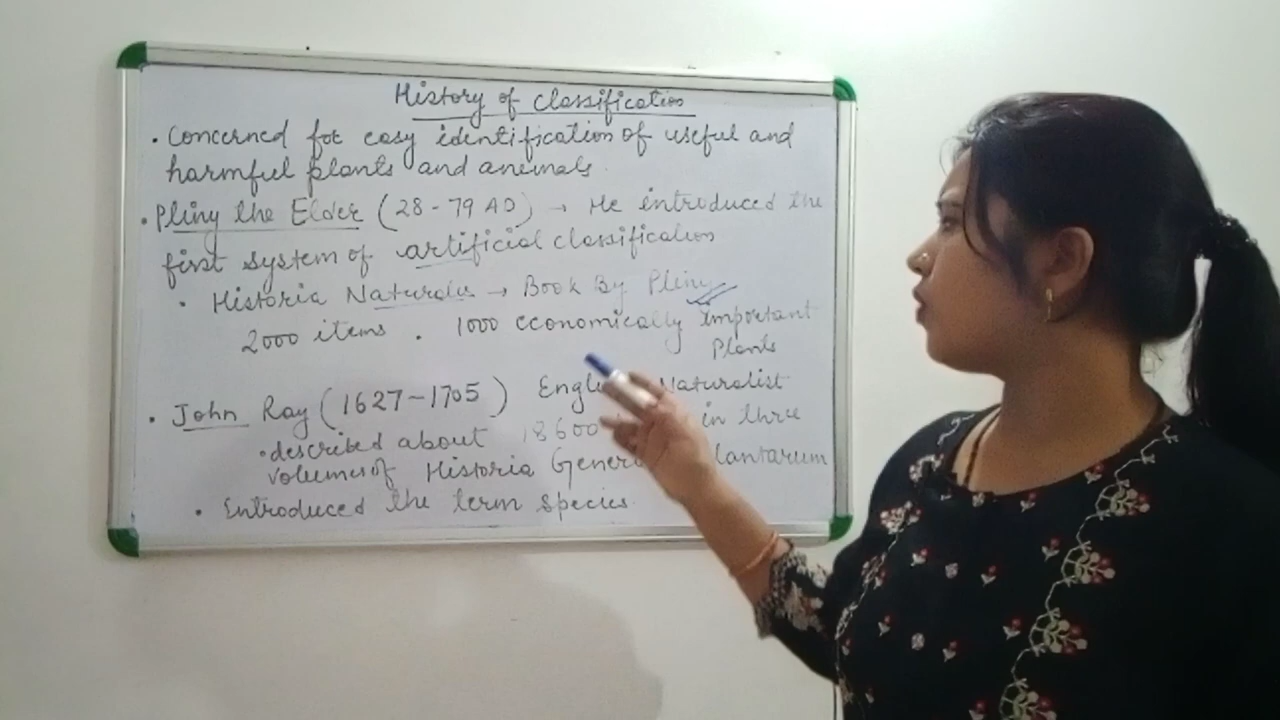 History of classification
• Concerned for easy identification of useful and
harmful plants and animals
• Pliny the Elder (28-79 AD) → He introduced the
first system of artificial classification
• Historia Naturalis → Book By Pliny
2000 items . 1000 economically important
Plants
• John Ray (1627-1705) Naturalist
• described about 18600 in three
volumes of Historia
• Introduced the term species.